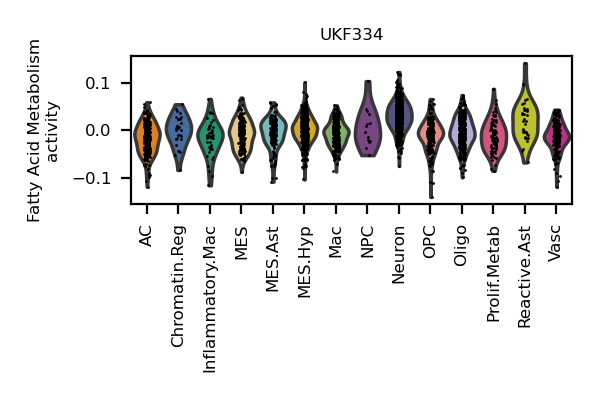 UKF334
Fatty Acid Metabolism
activity
0.1
0.0
−0.1
AC
Chromatin.Reg
Inflammatory.Mac
MES
MES.Ast
MES.Hyp
Mac
NPC
Neuron
OPC
Oligo
Prolif.Metab
Reactive.Ast
Vasc